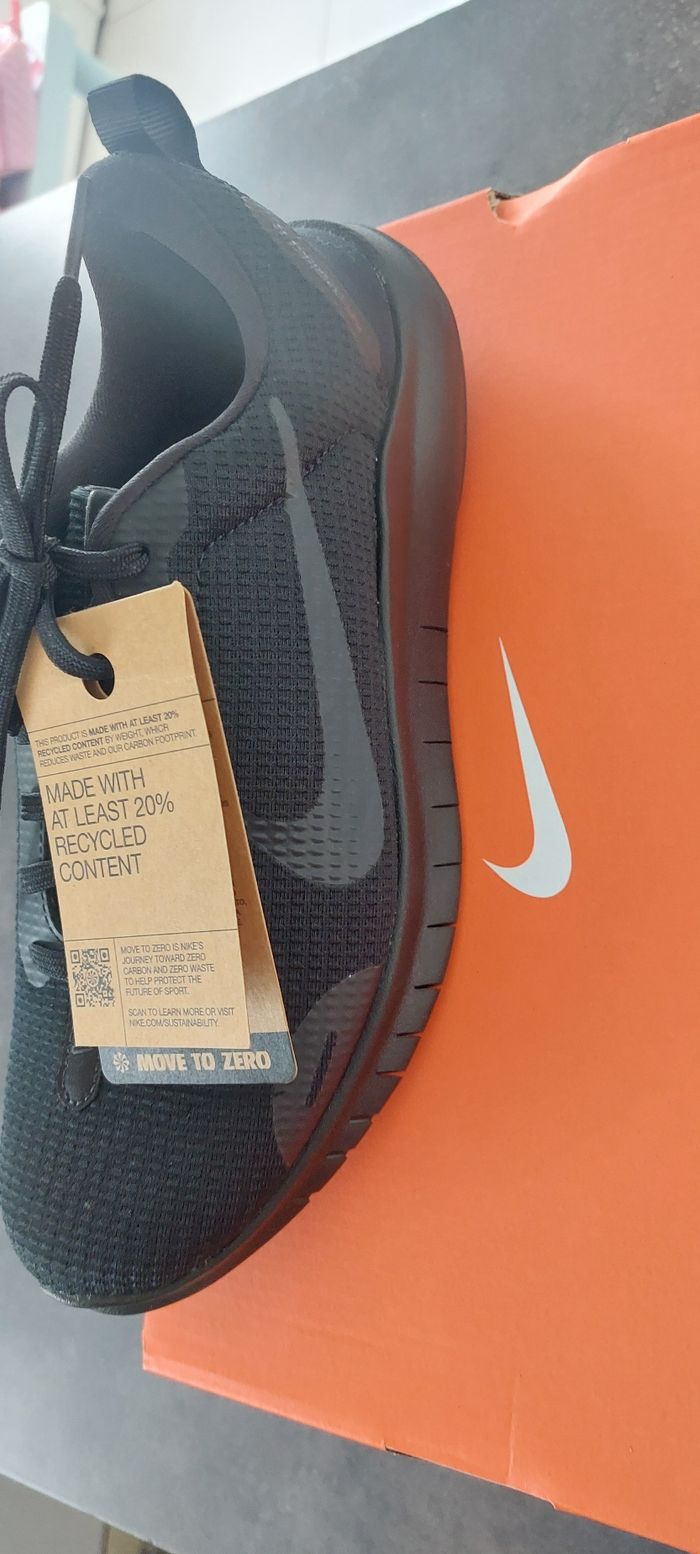 THIS PRODUCT IS MADE WITH AT LEAST 20%
RECYCLED CONTENT BY WEIGHT, WHICH
REDUCES WASTE AND OUR CARBON FOOTPRINT.
MADE WITH
AT LEAST 20%
RECYCLED
CONTENT
MOVE TO ZERO IS NIKE'S
JOURNEY TOWARD ZERO
CARBON AND ZERO WASTE
TO HELP PROTECT THE
FUTURE OF SPORT.
SCAN TO LEARN MORE OR VISIT
NIKE.COM/SUSTAINABILITY.
MOVE TO ZERO